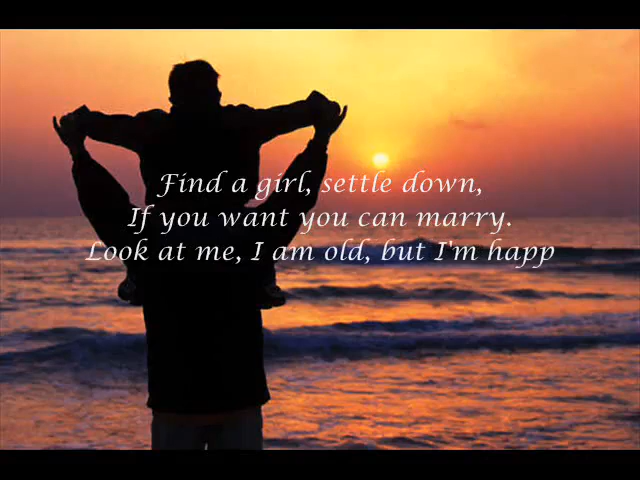 Find a girl, settle down,
If you want you can marry.
Look at me, I am old, but I'm happ